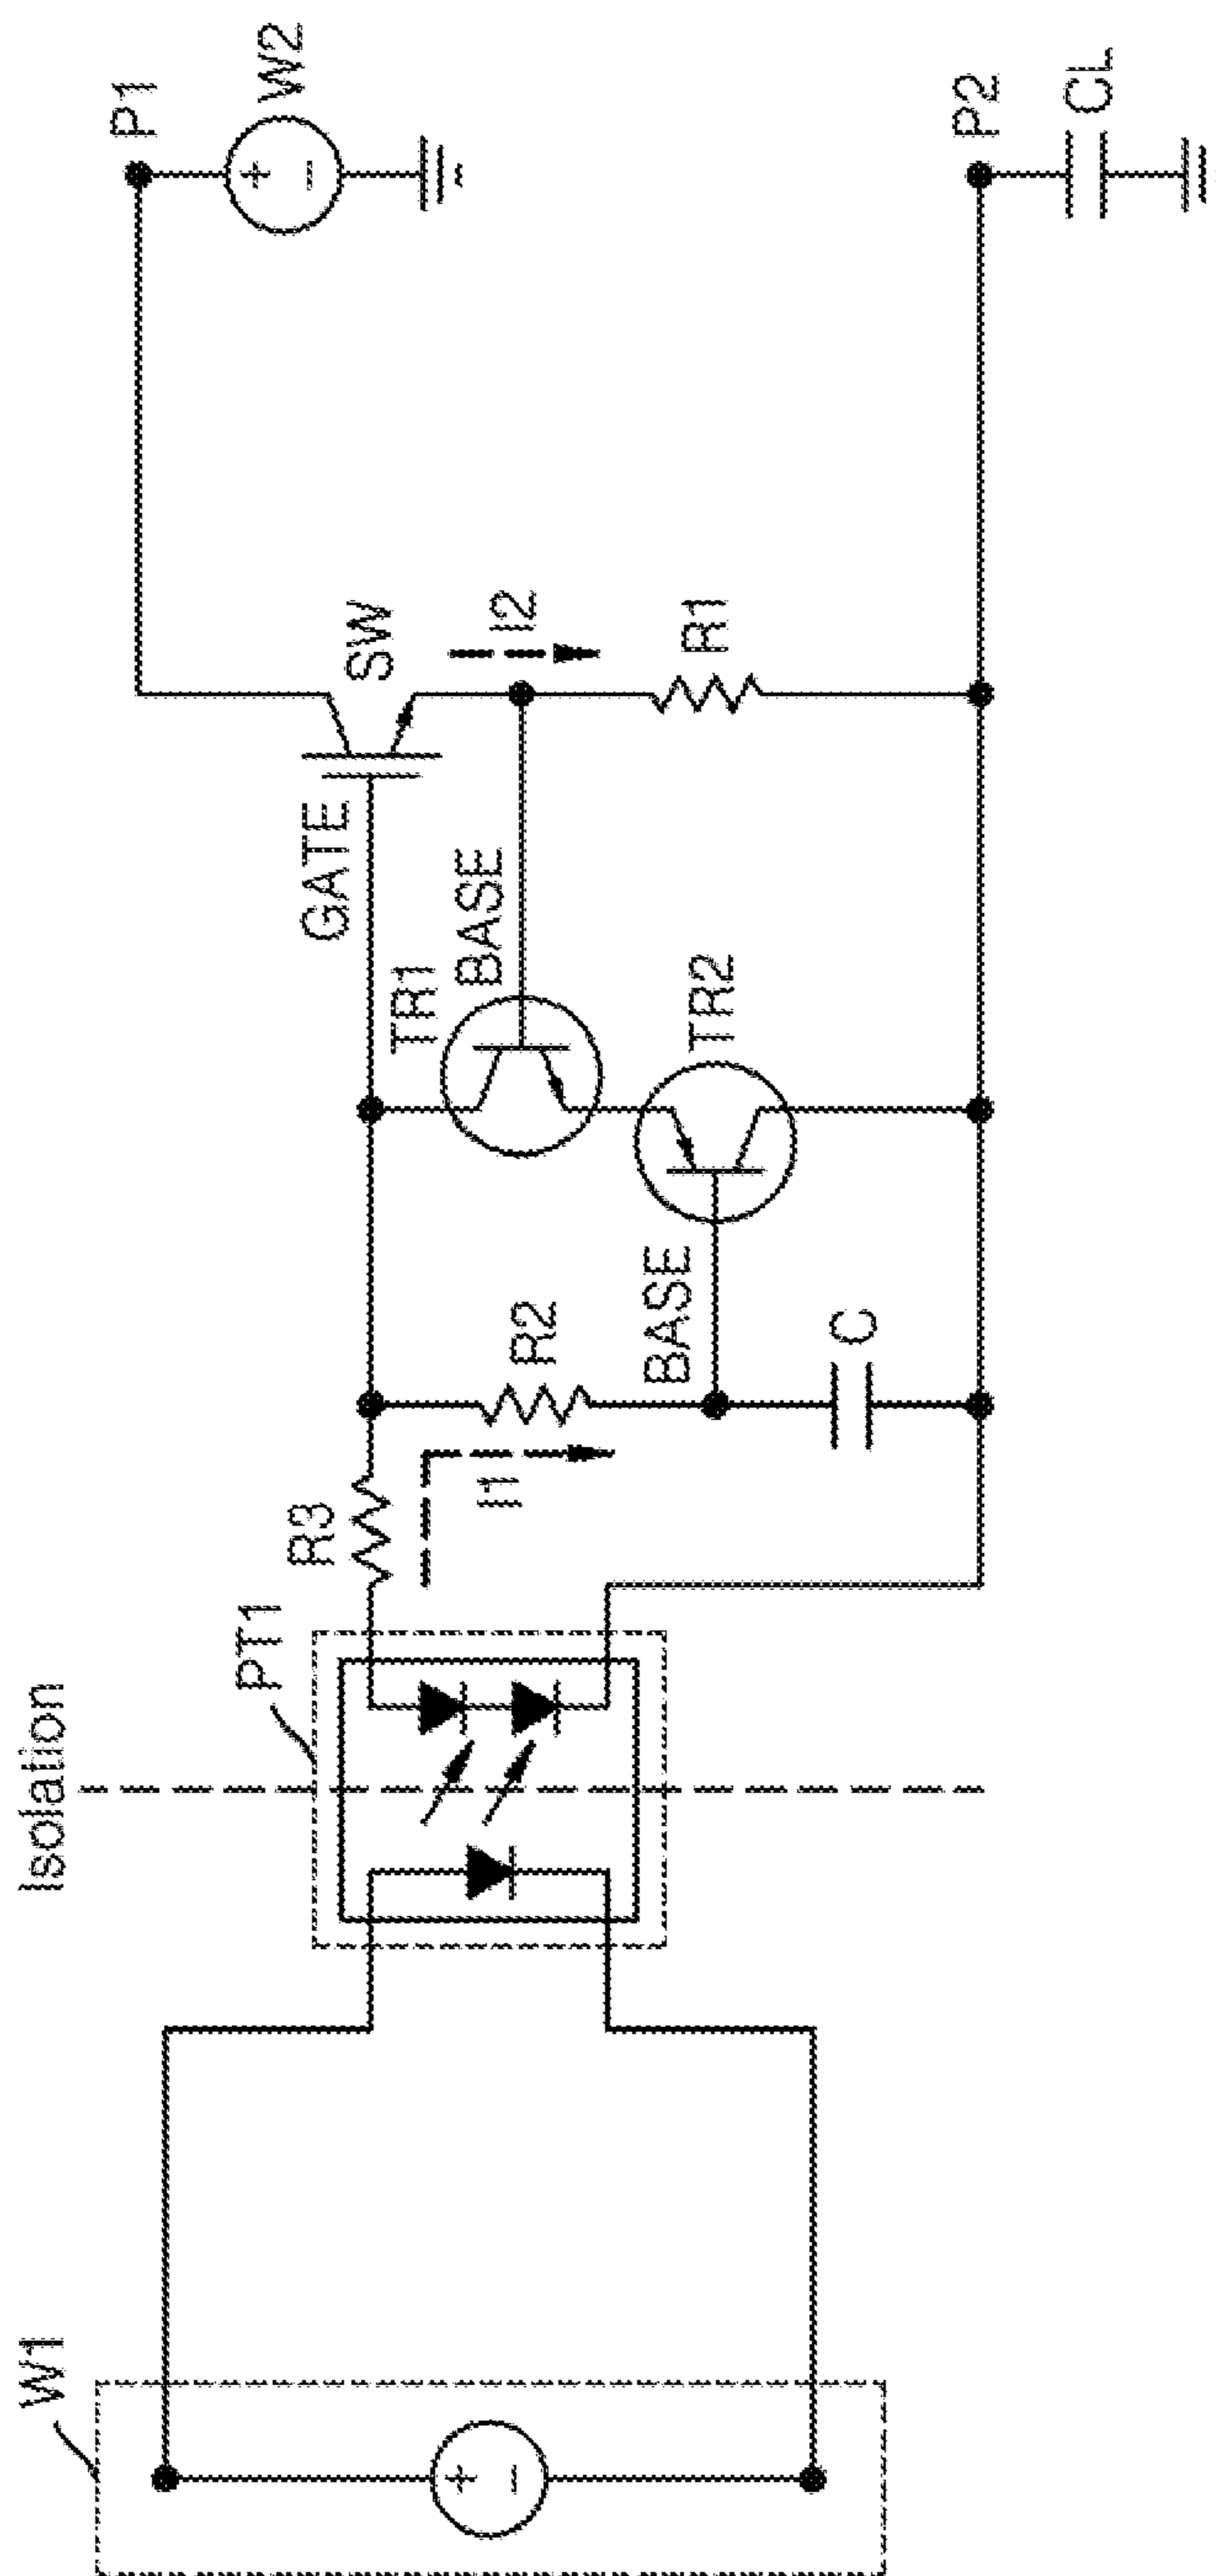 W1
Isolation
PT1
R3
I1
R2
BASE
C
TR1
BASE
TR2
GATE
SW
I2
R1
P1
W2
P2
CL